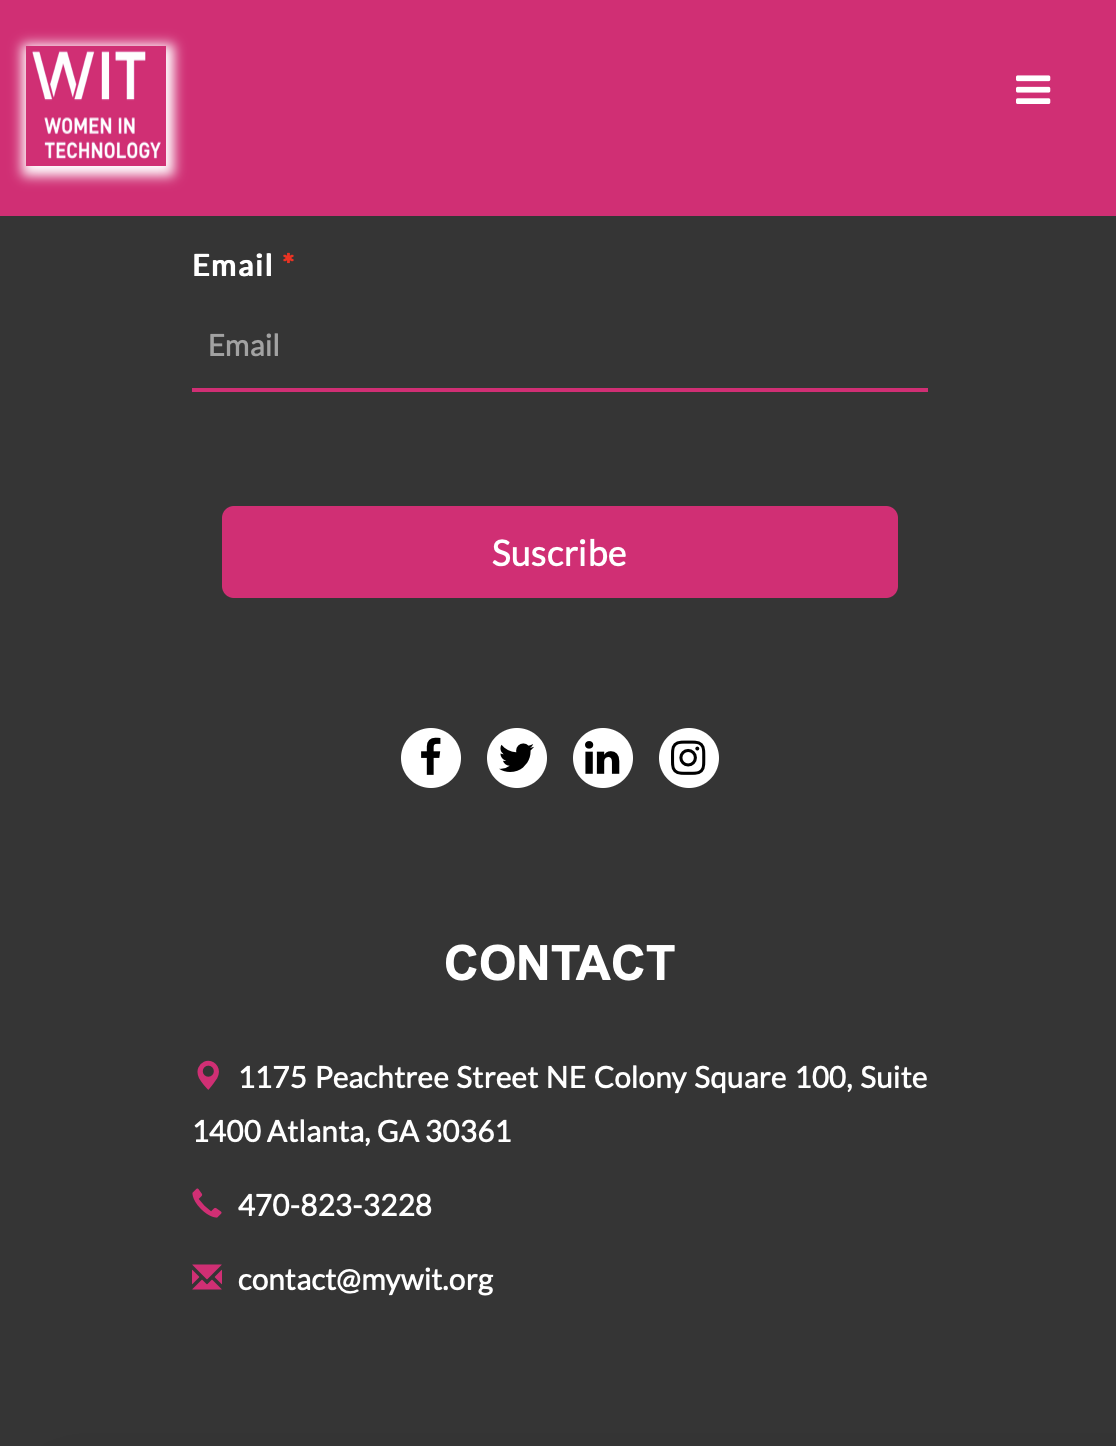 WIT
WOMEN IN
TECHNOLOGY
Email *
Email
Suscribe
CONTACT
1175 Peachtree Street NE Colony Square 100, Suite
1400 Atlanta, GA 30361
470-823-3228
contact@mywit.org